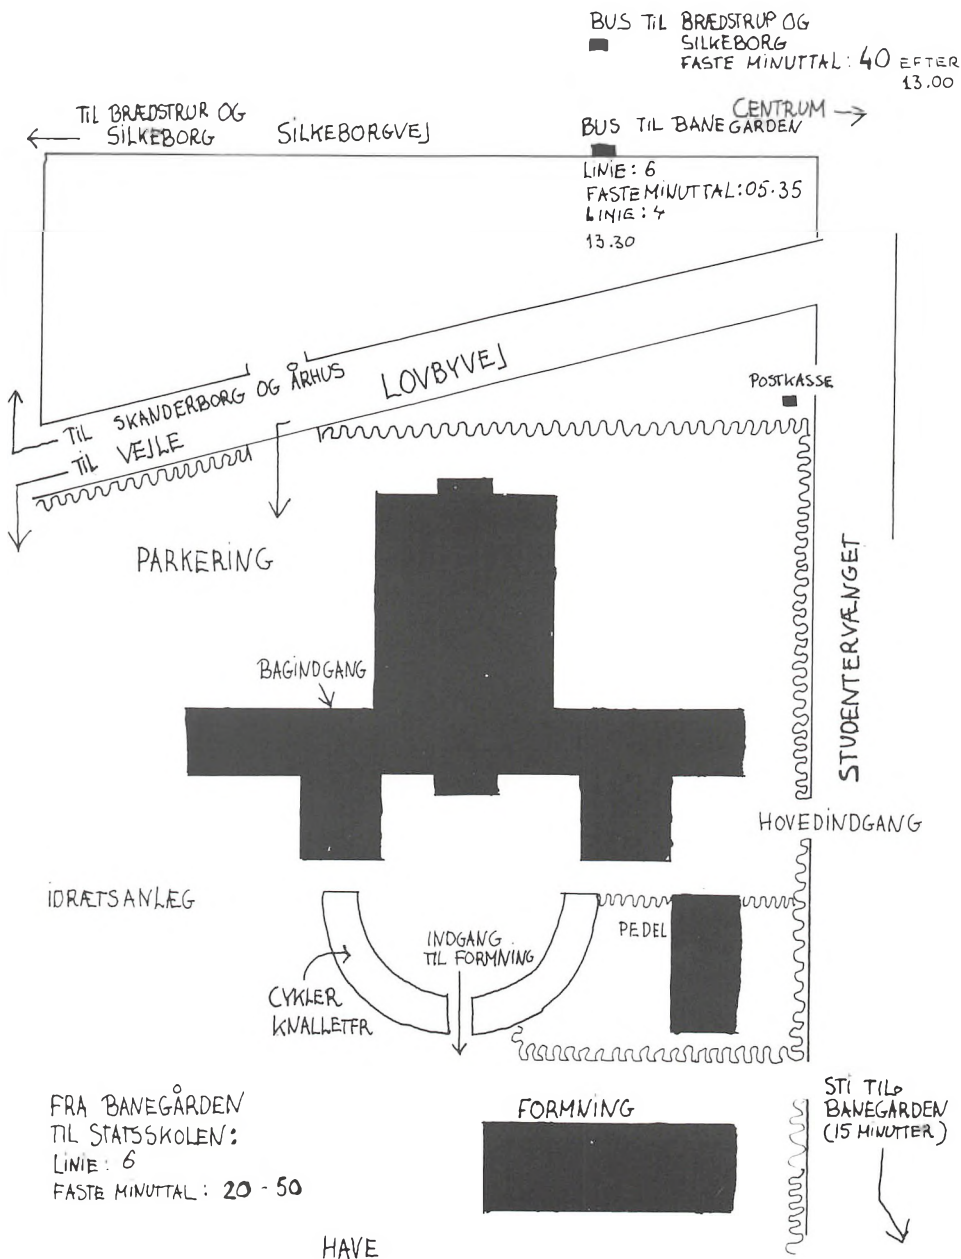 BUS TIL BRÆDSTRUP OG
SILKEBORG
FASTE MINUTTAL: 40 EFTER
13.00
TIL BRÆDSTRUR OG
SILKEBORG
SILKEBORGVEJ
CENTRUM
BUS TIL BANEGÅRDEN
LINIE: 6
FASTE MINUTTAL: 05-35
LINIE: 4
13.30
TIL SKANDERBORG OG ÅRHUS
TIL VEJLE
LOVBYVEJ
POSTKASSE
PARKERING
BAGINDGANG
STUDENTERVÆNGET
HOVEDINDGANG
IDRÆTSANLÆG
PEDEL
INDGANG
TIL FORMNING
CYKLER
KNALLETER
FRA BANEGÅRDEN
TIL STATSSKOLEN:
LINIE: 6
FASTE MINUTTAL: 20 - 50
FORMNING
STI TIL
BANEGÅRDEN
(15 MINUTTER)
HAVE